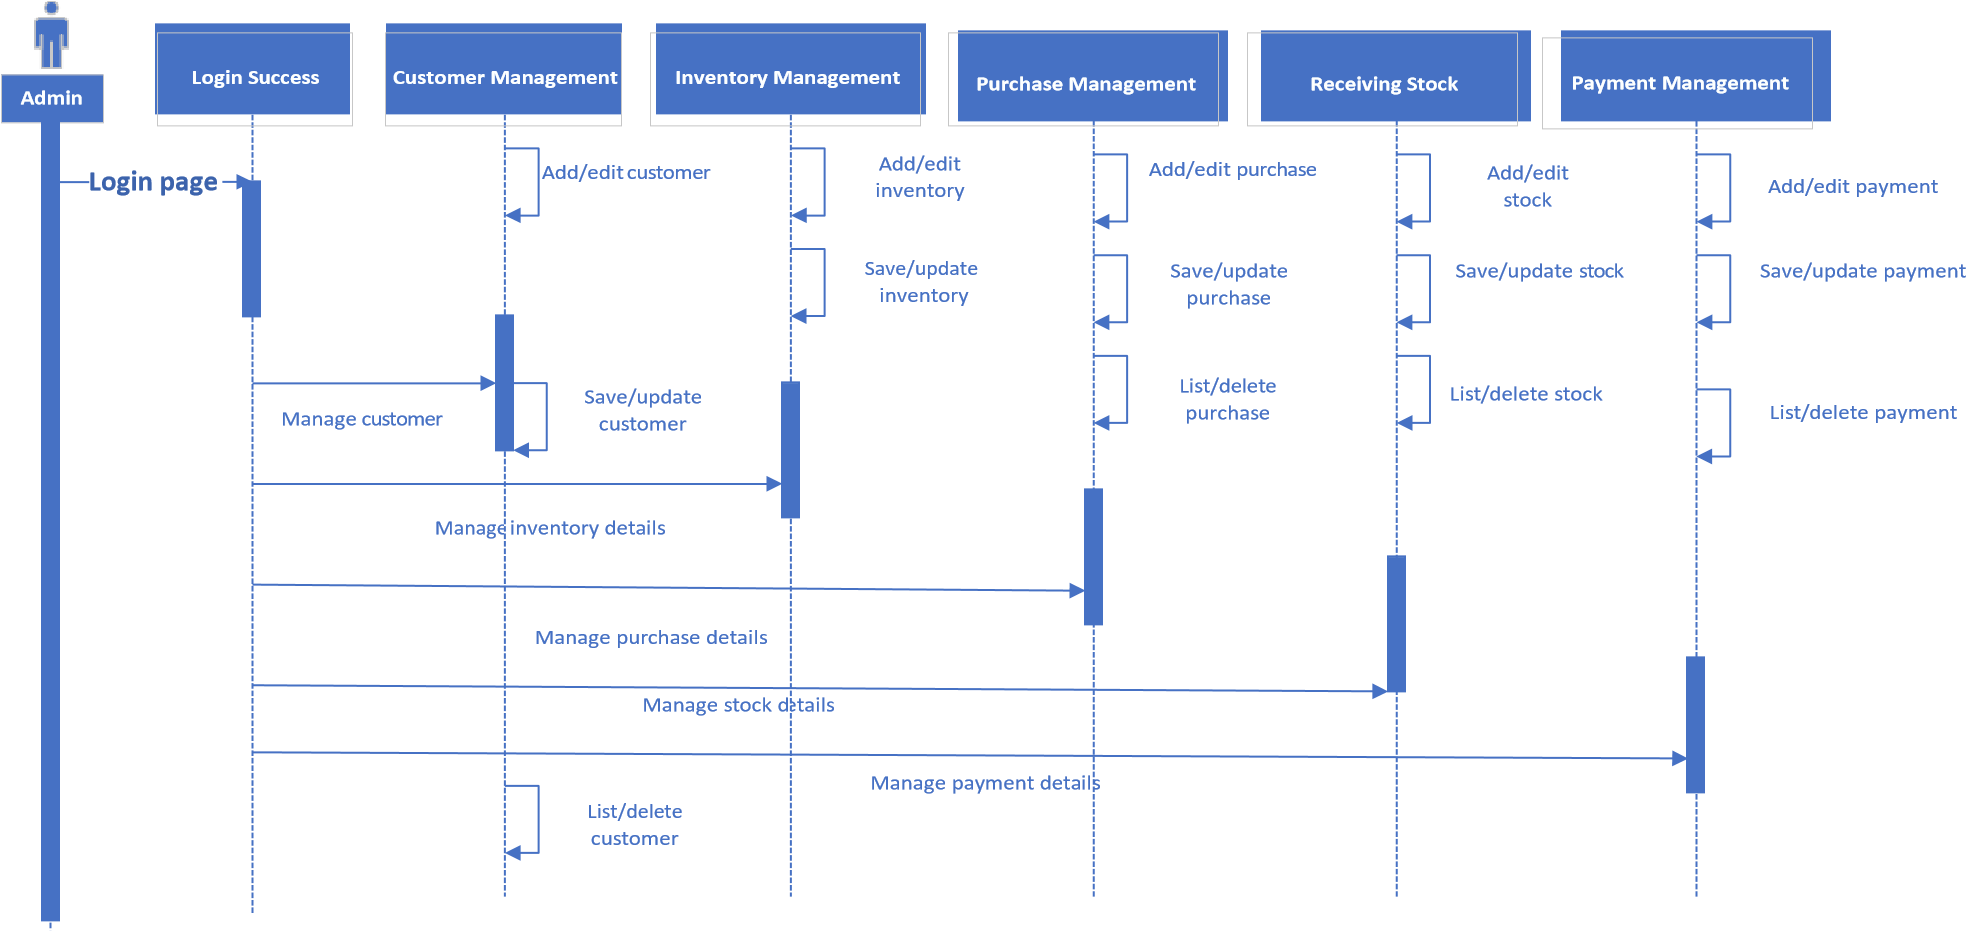 Admin
Login Success
Customer Management
Inventory Management
Purchase Management
Receiving Stock
Payment Management
Login page
Add/edit customer
Add/edit
inventory
Add/edit purchase
Add/edit
stock
Add/edit payment
Save/update
inventory
Save/update
purchase
Save/update stock
Save/update payment
Manage customer
Save/update
customer
List/delete
purchase
List/delete stock
List/delete payment
Manage inventory details
Manage purchase details
Manage stock details
Manage payment details
List/delete
customer